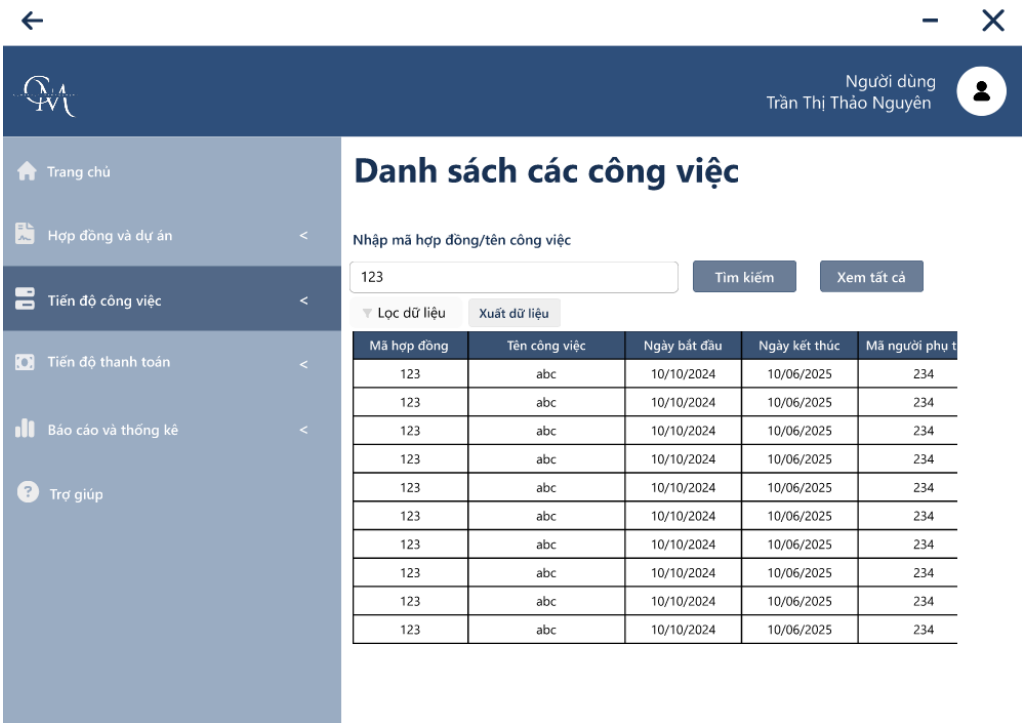 Người dùng
Trần Thị Thảo Nguyên
Trang chủ
Hợp đồng và dự án <
Tiến độ công việc <
Tiến độ thanh toán <
Báo cáo và thống kê <
? Trợ giúp
Danh sách các công việc
Nhập mã hợp đồng/tên công việc
123 Tìm kiếm Xem tất cả
Lọc dữ liệu Xuất dữ liệu
Mã hợp đồng Tên công việc Ngày bắt đầu Ngày kết thúc Mã người phụ t
123 abc 10/10/2024 10/06/2025 234
123 abc 10/10/2024 10/06/2025 234
123 abc 10/10/2024 10/06/2025 234
123 abc 10/10/2024 10/06/2025 234
123 abc 10/10/2024 10/06/2025 234
123 abc 10/10/2024 10/06/2025 234
123 abc 10/10/2024 10/06/2025 234
123 abc 10/10/2024 10/06/2025 234
123 abc 10/10/2024 10/06/2025 234
123 abc 10/10/2024 10/06/2025 234